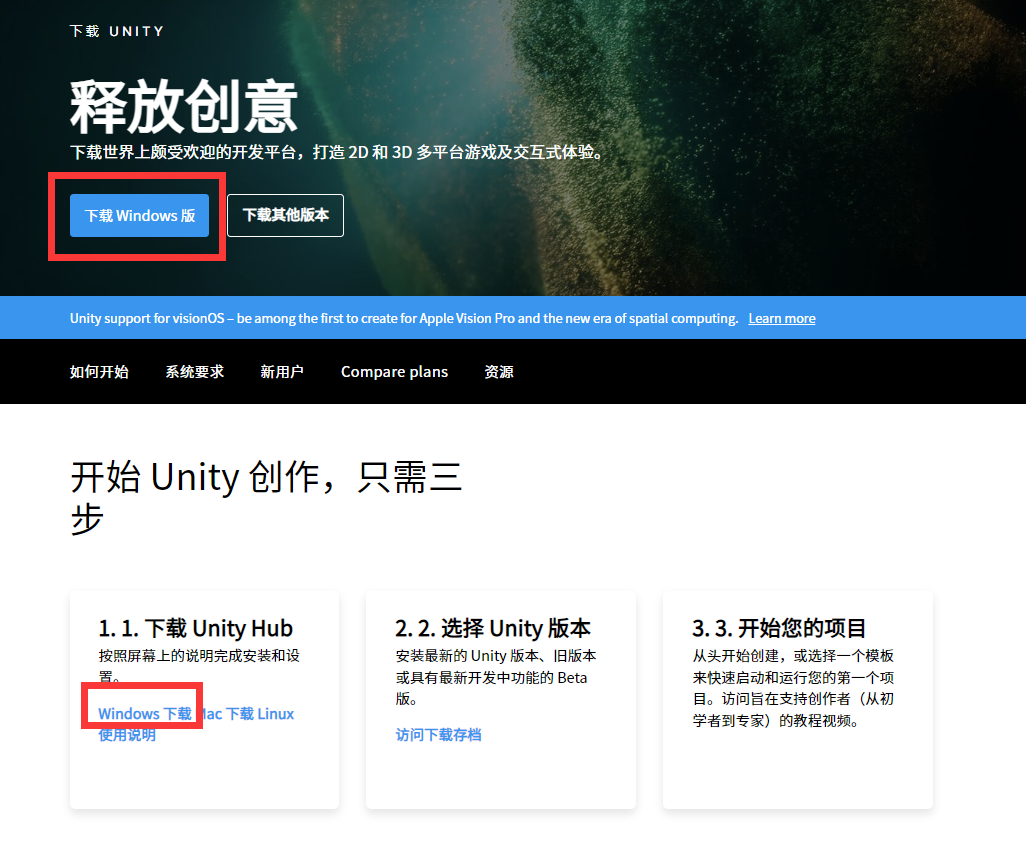 下载 UNITY
释放创意
下载世界上颇受欢迎的开发平台，打造 2D 和 3D 多平台游戏及交互式体验。
下载 Windows 版
下载其他版本
Unity support for visionOS – be among the first to create for Apple Vision Pro and the new era of spatial computing. Learn more
如何开始 系统要求 新用户 Compare plans 资源
开始 Unity 创作，只需三
步
1. 1. 下载 Unity Hub
按照屏幕上的说明完成安装和设
置。
Windows 下载 Mac 下载 Linux
使用说明
2. 2. 选择 Unity 版本
安装最新的 Unity 版本、旧版本
或具有最新开发中功能的 Beta
版。
访问下载存档
3. 3. 开始您的项目
从头开始创建，或选择一个模板
来快速启动和运行您的第一个项
目。访问旨在支持创作者（从初
学者到专家）的教程视频。